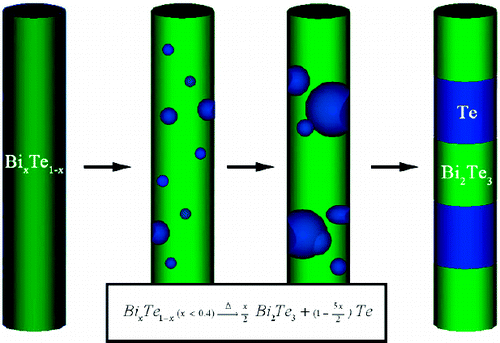 BiₓTe₁₋ₓ
Te
Bi₂Te₃
BiₓTe₁₋ₓ (x < 0.4) —Δ→ x/2 Bi₂Te₃ + (1 − 5x/2) Te